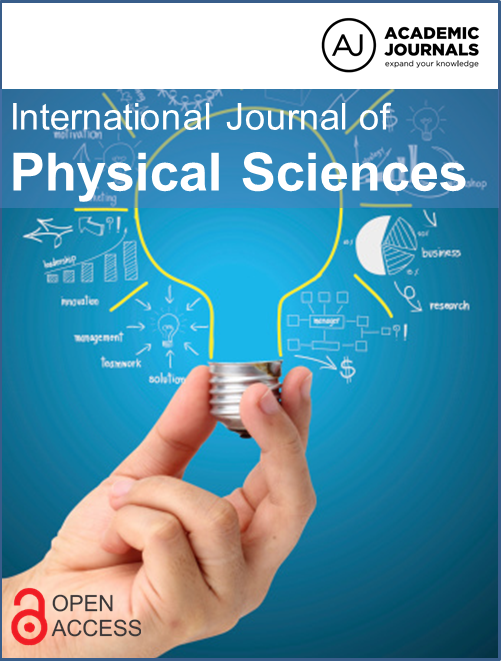 AJ
ACADEMIC
JOURNALS
expand your knowledge
International Journal of
Physical Sciences
motivation
leadership
business
innovation
research
manager
management
teamwork
solution
$
OPEN
ACCESS